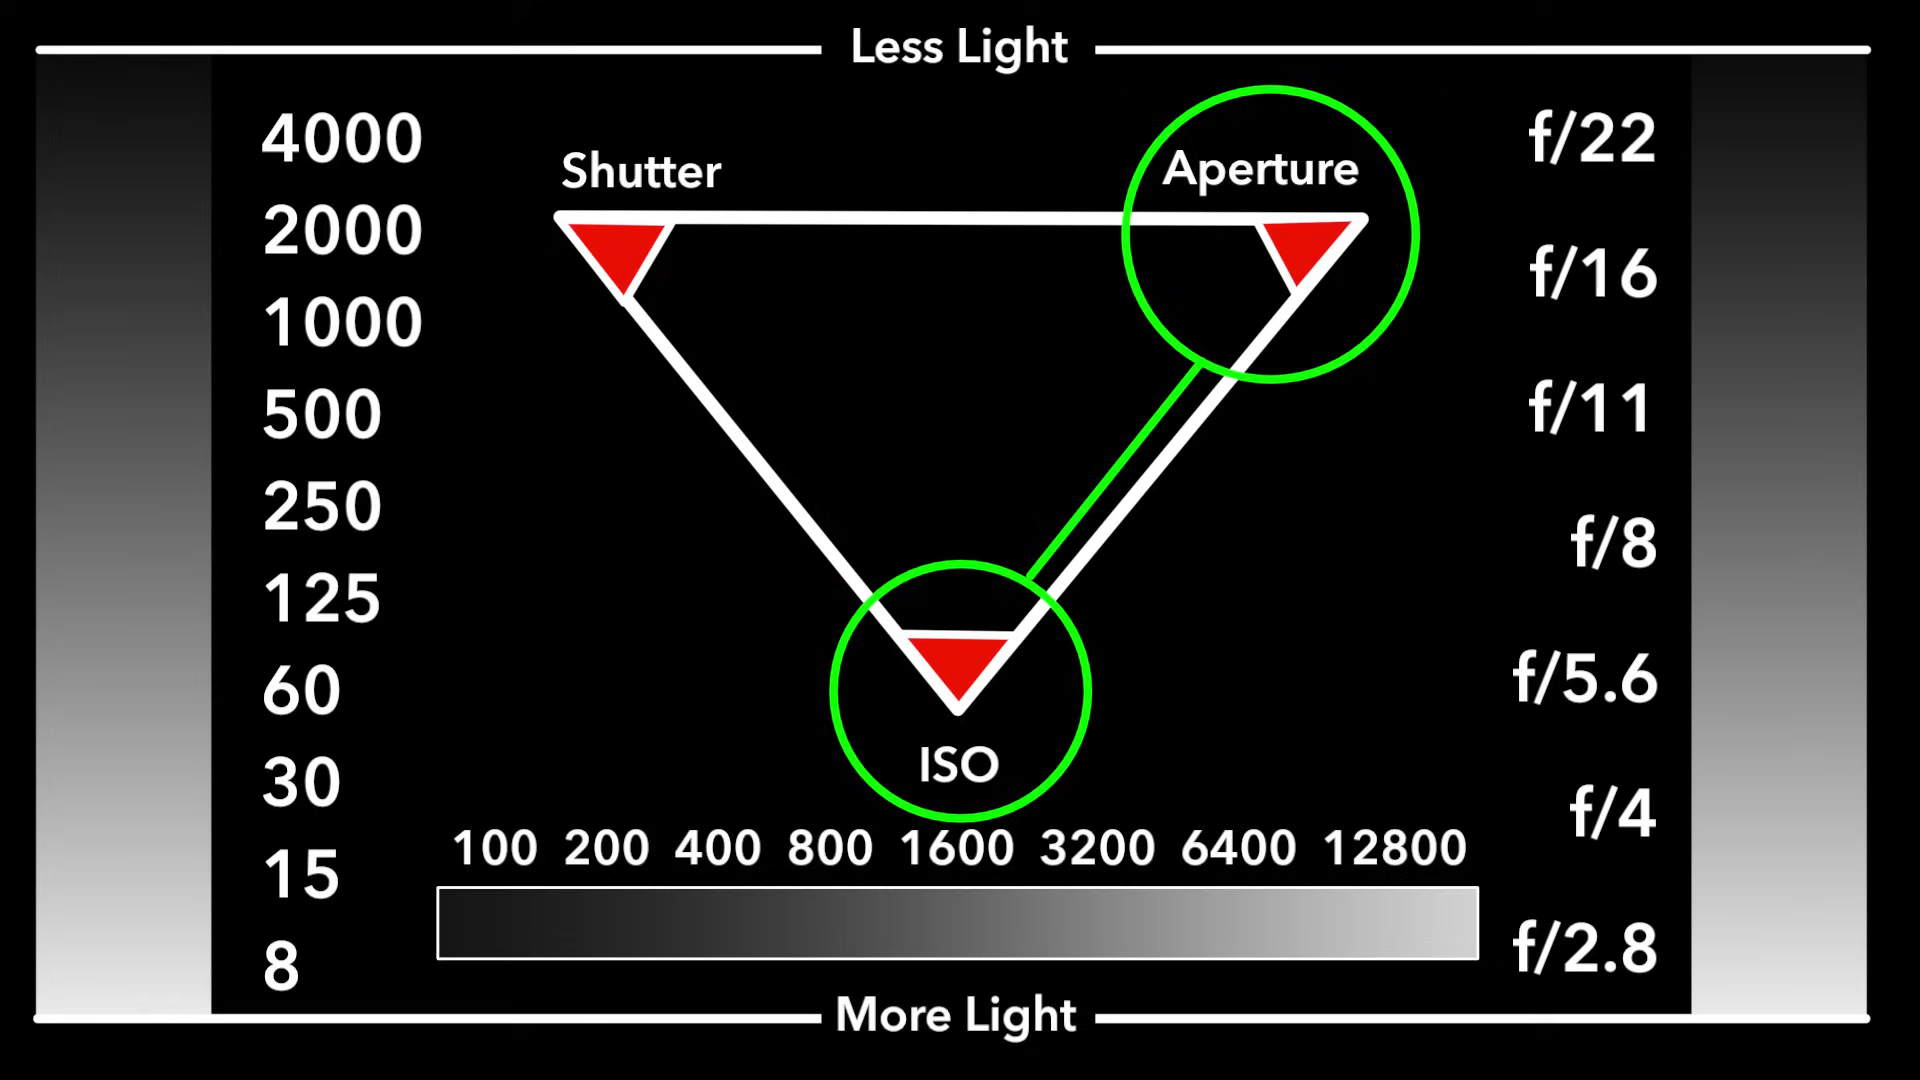 Less Light
4000
2000
1000
500
250
125
60
30
15
8
Shutter
Aperture
ISO
100 200 400 800 1600 3200 6400 12800
f/22
f/16
f/11
f/8
f/5.6
f/4
f/2.8
More Light